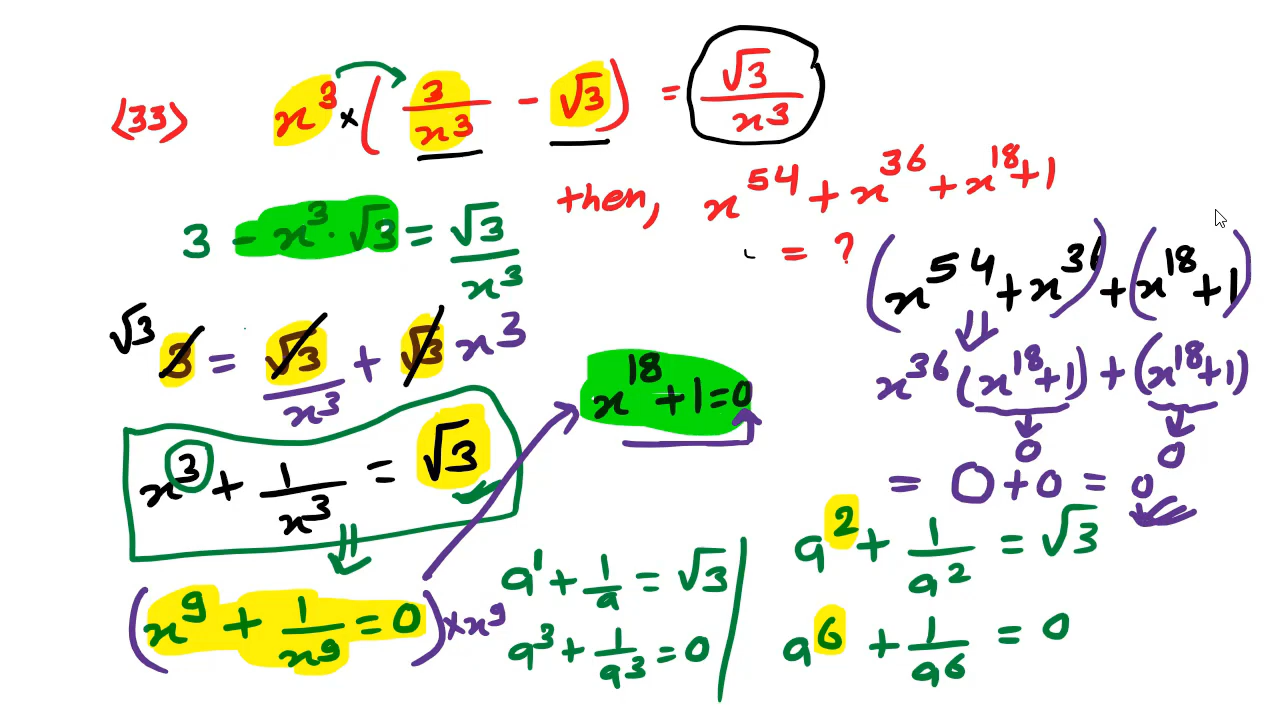 (33) x³ × ( 3/x³ - √3 ) = √3/x³
then, x⁵⁴ + x³⁶ + x¹⁸ + 1
= ?
3 - x³ · √3 = √3/x³
(x⁵⁴ + x³⁶) + (x¹⁸ + 1)
√3 3 = √3/x³ + √3 x³
x³⁶ (x¹⁸ + 1) + (x¹⁸ + 1)
0 0
x¹⁸ + 1 = 0
x³ + 1/x³ = √3
= 0 + 0 = 0
(x⁹ + 1/x⁹ = 0) × x⁹
a¹ + 1/a = √3
a³ + 1/a³ = 0
a² + 1/a² = √3
a⁶ + 1/a⁶ = 0